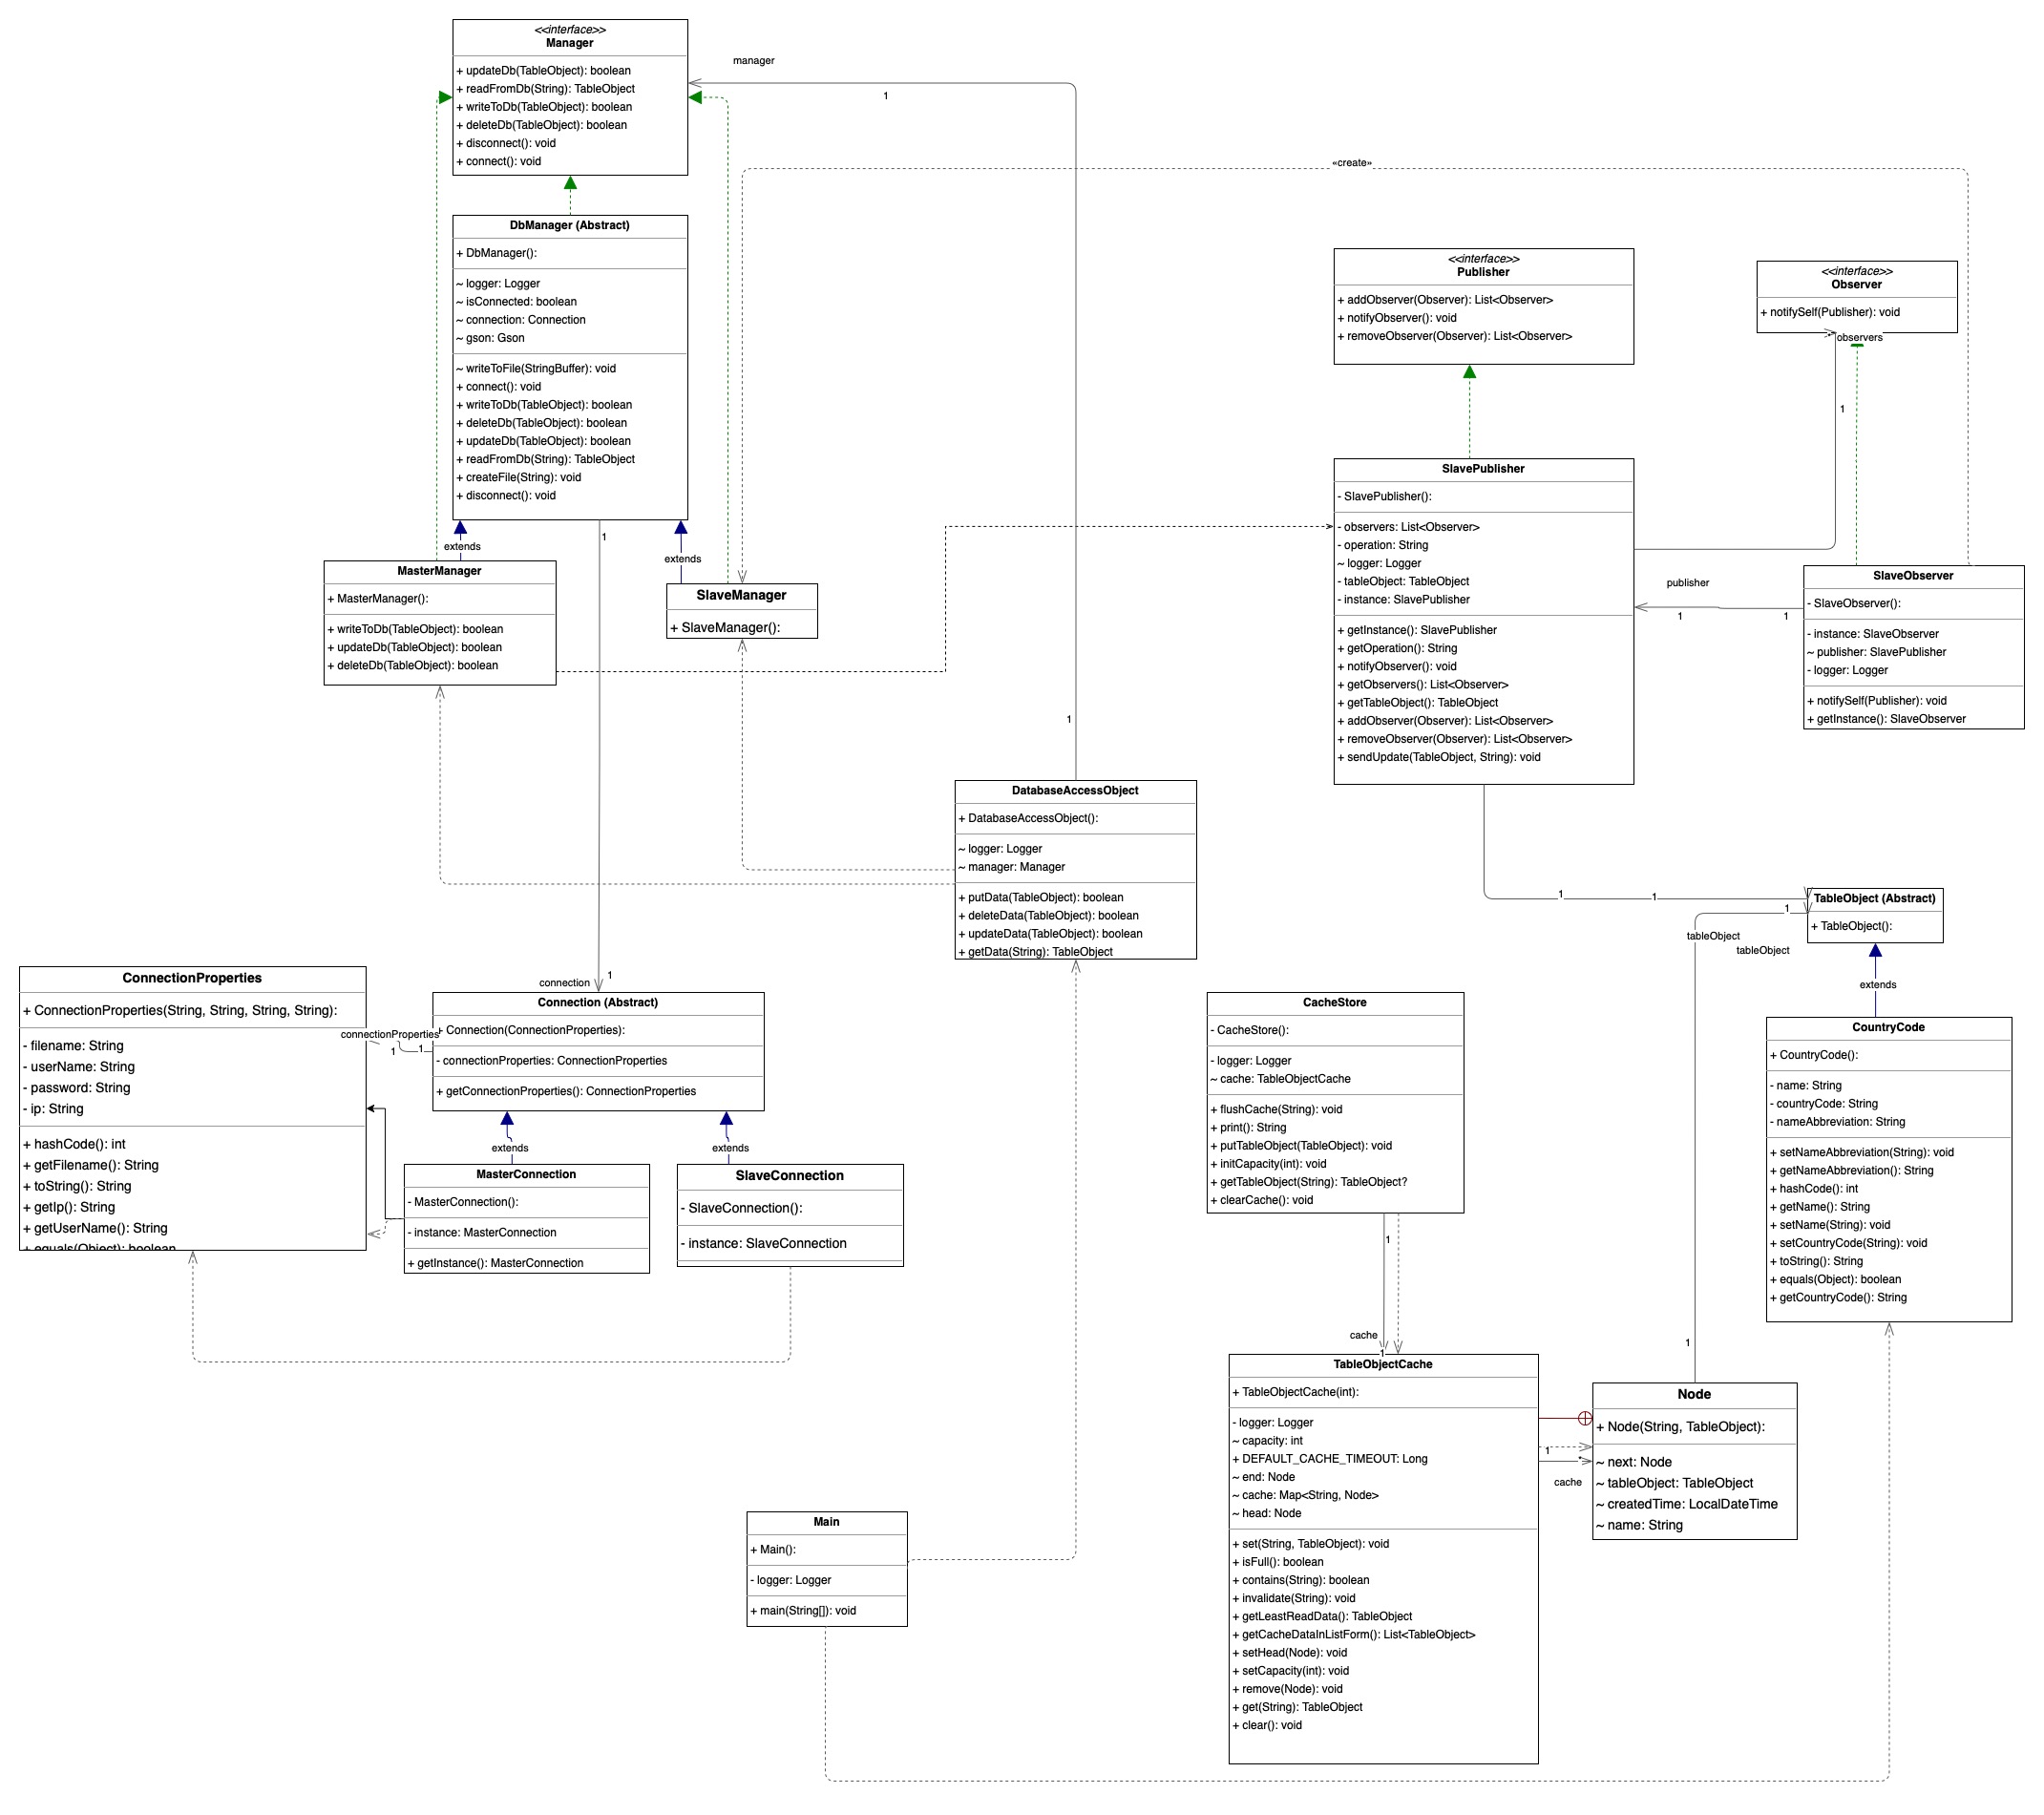 <<interface>>
Manager
+ updateDb(TableObject): boolean
+ readFromDb(String): TableObject
+ writeToDb(TableObject): boolean
+ deleteDb(TableObject): boolean
+ disconnect(): void
+ connect(): void
manager
1
«create»
DbManager (Abstract)
+ DbManager():
~ logger: Logger
~ isConnected: boolean
~ connection: Connection
~ gson: Gson
~ writeToFile(StringBuffer): void
+ connect(): void
+ writeToDb(TableObject): boolean
+ deleteDb(TableObject): boolean
+ updateDb(TableObject): boolean
+ readFromDb(String): TableObject
+ createFile(String): void
+ disconnect(): void
<<interface>>
Publisher
+ addObserver(Observer): List<Observer>
+ notifyObserver(): void
+ removeObserver(Observer): List<Observer>
<<interface>>
Observer
+ notifySelf(Publisher): void
*
observers
1
extends
1
extends
MasterManager
+ MasterManager():
+ writeToDb(TableObject): boolean
+ updateDb(TableObject): boolean
+ deleteDb(TableObject): boolean
SlaveManager
+ SlaveManager():
SlavePublisher
- SlavePublisher():
- observers: List<Observer>
- operation: String
~ logger: Logger
- tableObject: TableObject
- instance: SlavePublisher
+ getInstance(): SlavePublisher
+ getOperation(): String
+ notifyObserver(): void
+ getObservers(): List<Observer>
+ getTableObject(): TableObject
+ addObserver(Observer): List<Observer>
+ removeObserver(Observer): List<Observer>
+ sendUpdate(TableObject, String): void
publisher
1
1
SlaveObserver
- SlaveObserver():
- instance: SlaveObserver
~ publisher: SlavePublisher
- logger: Logger
+ notifySelf(Publisher): void
+ getInstance(): SlaveObserver
1
DatabaseAccessObject
+ DatabaseAccessObject():
~ logger: Logger
~ manager: Manager
+ putData(TableObject): boolean
+ deleteData(TableObject): boolean
+ updateData(TableObject): boolean
+ getData(String): TableObject
1
1
1
TableObject (Abstract)
+ TableObject():
tableObject
tableObject
extends
ConnectionProperties
+ ConnectionProperties(String, String, String, String):
- filename: String
- userName: String
- password: String
- ip: String
+ hashCode(): int
+ getFilename(): String
+ toString(): String
+ getIp(): String
+ getUserName(): String
+ equals(Object): boolean
connection
1
connectionProperties
1
1
Connection (Abstract)
+ Connection(ConnectionProperties):
- connectionProperties: ConnectionProperties
+ getConnectionProperties(): ConnectionProperties
extends
extends
MasterConnection
- MasterConnection():
- instance: MasterConnection
+ getInstance(): MasterConnection
SlaveConnection
- SlaveConnection():
- instance: SlaveConnection
CacheStore
- CacheStore():
- logger: Logger
~ cache: TableObjectCache
+ flushCache(String): void
+ print(): String
+ putTableObject(TableObject): void
+ initCapacity(int): void
+ getTableObject(String): TableObject?
+ clearCache(): void
CountryCode
+ CountryCode():
- name: String
- countryCode: String
- nameAbbreviation: String
+ setNameAbbreviation(String): void
+ getNameAbbreviation(): String
+ hashCode(): int
+ getName(): String
+ setName(String): void
+ setCountryCode(String): void
+ toString(): String
+ equals(Object): boolean
+ getCountryCode(): String
1
cache
1
1
TableObjectCache
+ TableObjectCache(int):
- logger: Logger
~ capacity: int
+ DEFAULT_CACHE_TIMEOUT: Long
~ end: Node
~ cache: Map<String, Node>
~ head: Node
+ set(String, TableObject): void
+ isFull(): boolean
+ contains(String): boolean
+ invalidate(String): void
+ getLeastReadData(): TableObject
+ getCacheDataInListForm(): List<TableObject>
+ setHead(Node): void
+ setCapacity(int): void
+ remove(Node): void
+ get(String): TableObject
+ clear(): void
1
*
cache
Node
+ Node(String, TableObject):
~ next: Node
~ tableObject: TableObject
~ createdTime: LocalDateTime
~ name: String
Main
+ Main():
- logger: Logger
+ main(String[]): void